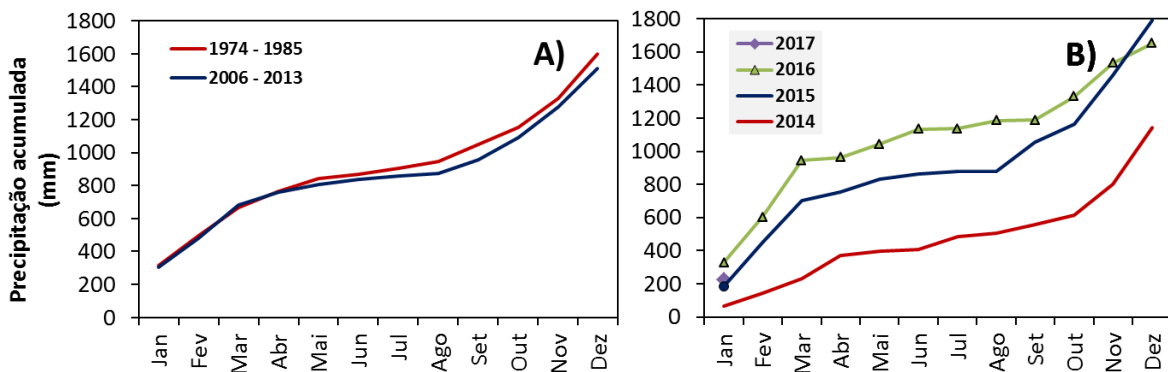 Precipitação acumulada
(mm)
1800
1600
1400
1200
1000
800
600
400
200
0
1974 - 1985
2006 - 2013
A)
Jan
Fev
Mar
Abr
Mai
Jun
Jul
Ago
Set
Out
Nov
Dez
1800
1600
1400
1200
1000
800
600
400
200
0
2017
2016
2015
2014
B)
Jan
Fev
Mar
Abr
Mai
Jun
Jul
Ago
Set
Out
Nov
Dez